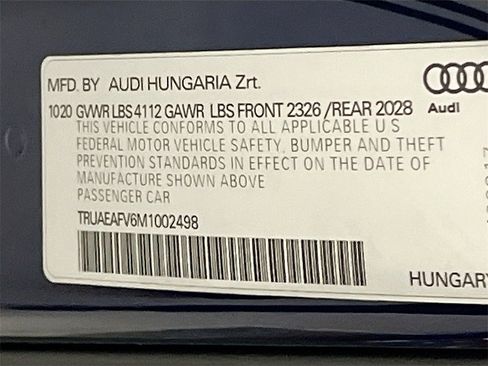 MFD. BY AUDI HUNGARIA Zrt.
10 20 GVWR LBS 4112 GAWR LBS FRONT 2326 /REAR 2028
Audi
THIS VEHICLE CONFORMS TO ALL APPLICABLE U S
FEDERAL MOTOR VEHICLE SAFETY, BUMPER AND THEFT
PREVENTION STANDARDS IN EFFECT ON THE DATE OF
MANUFACTURE SHOWN ABOVE
PASSENGER CAR
TRUAEAFV6M1002498
HUNGARY